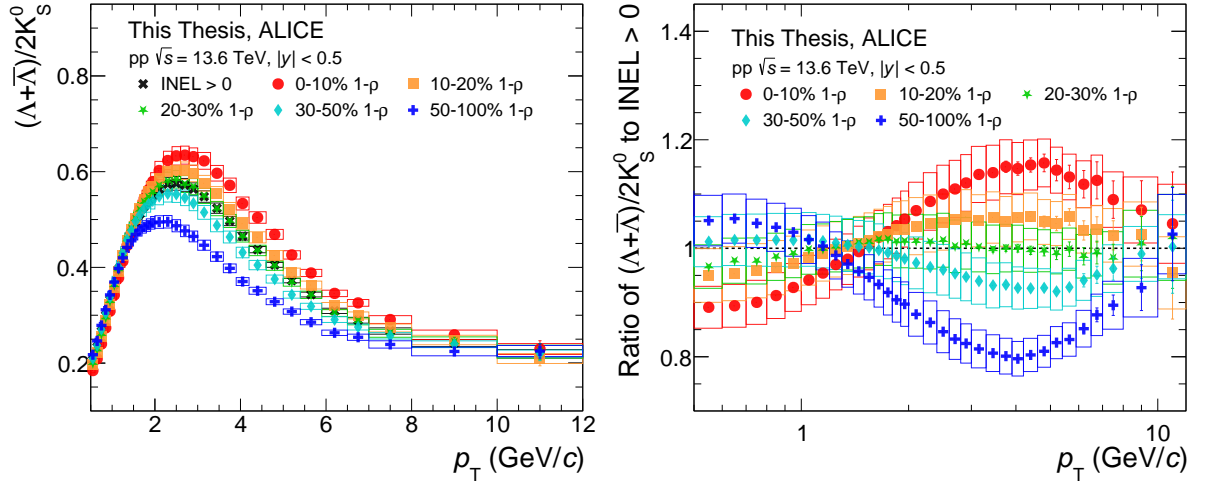 This Thesis, ALICE
pp √s = 13.6 TeV, |y| < 0.5
INEL > 0
0-10% 1-ρ
10-20% 1-ρ
20-30% 1-ρ
30-50% 1-ρ
50-100% 1-ρ
(Λ+Λ̅)/2K⁰_S
0.8
0.6
0.4
0.2
2
4
6
8
10
12
p_T (GeV/c)
This Thesis, ALICE
pp √s = 13.6 TeV, |y| < 0.5
0-10% 1-ρ
10-20% 1-ρ
20-30% 1-ρ
30-50% 1-ρ
50-100% 1-ρ
Ratio of (Λ+Λ̅)/2K⁰_S to INEL > 0
1.4
1.2
1
0.8
1
10
p_T (GeV/c)